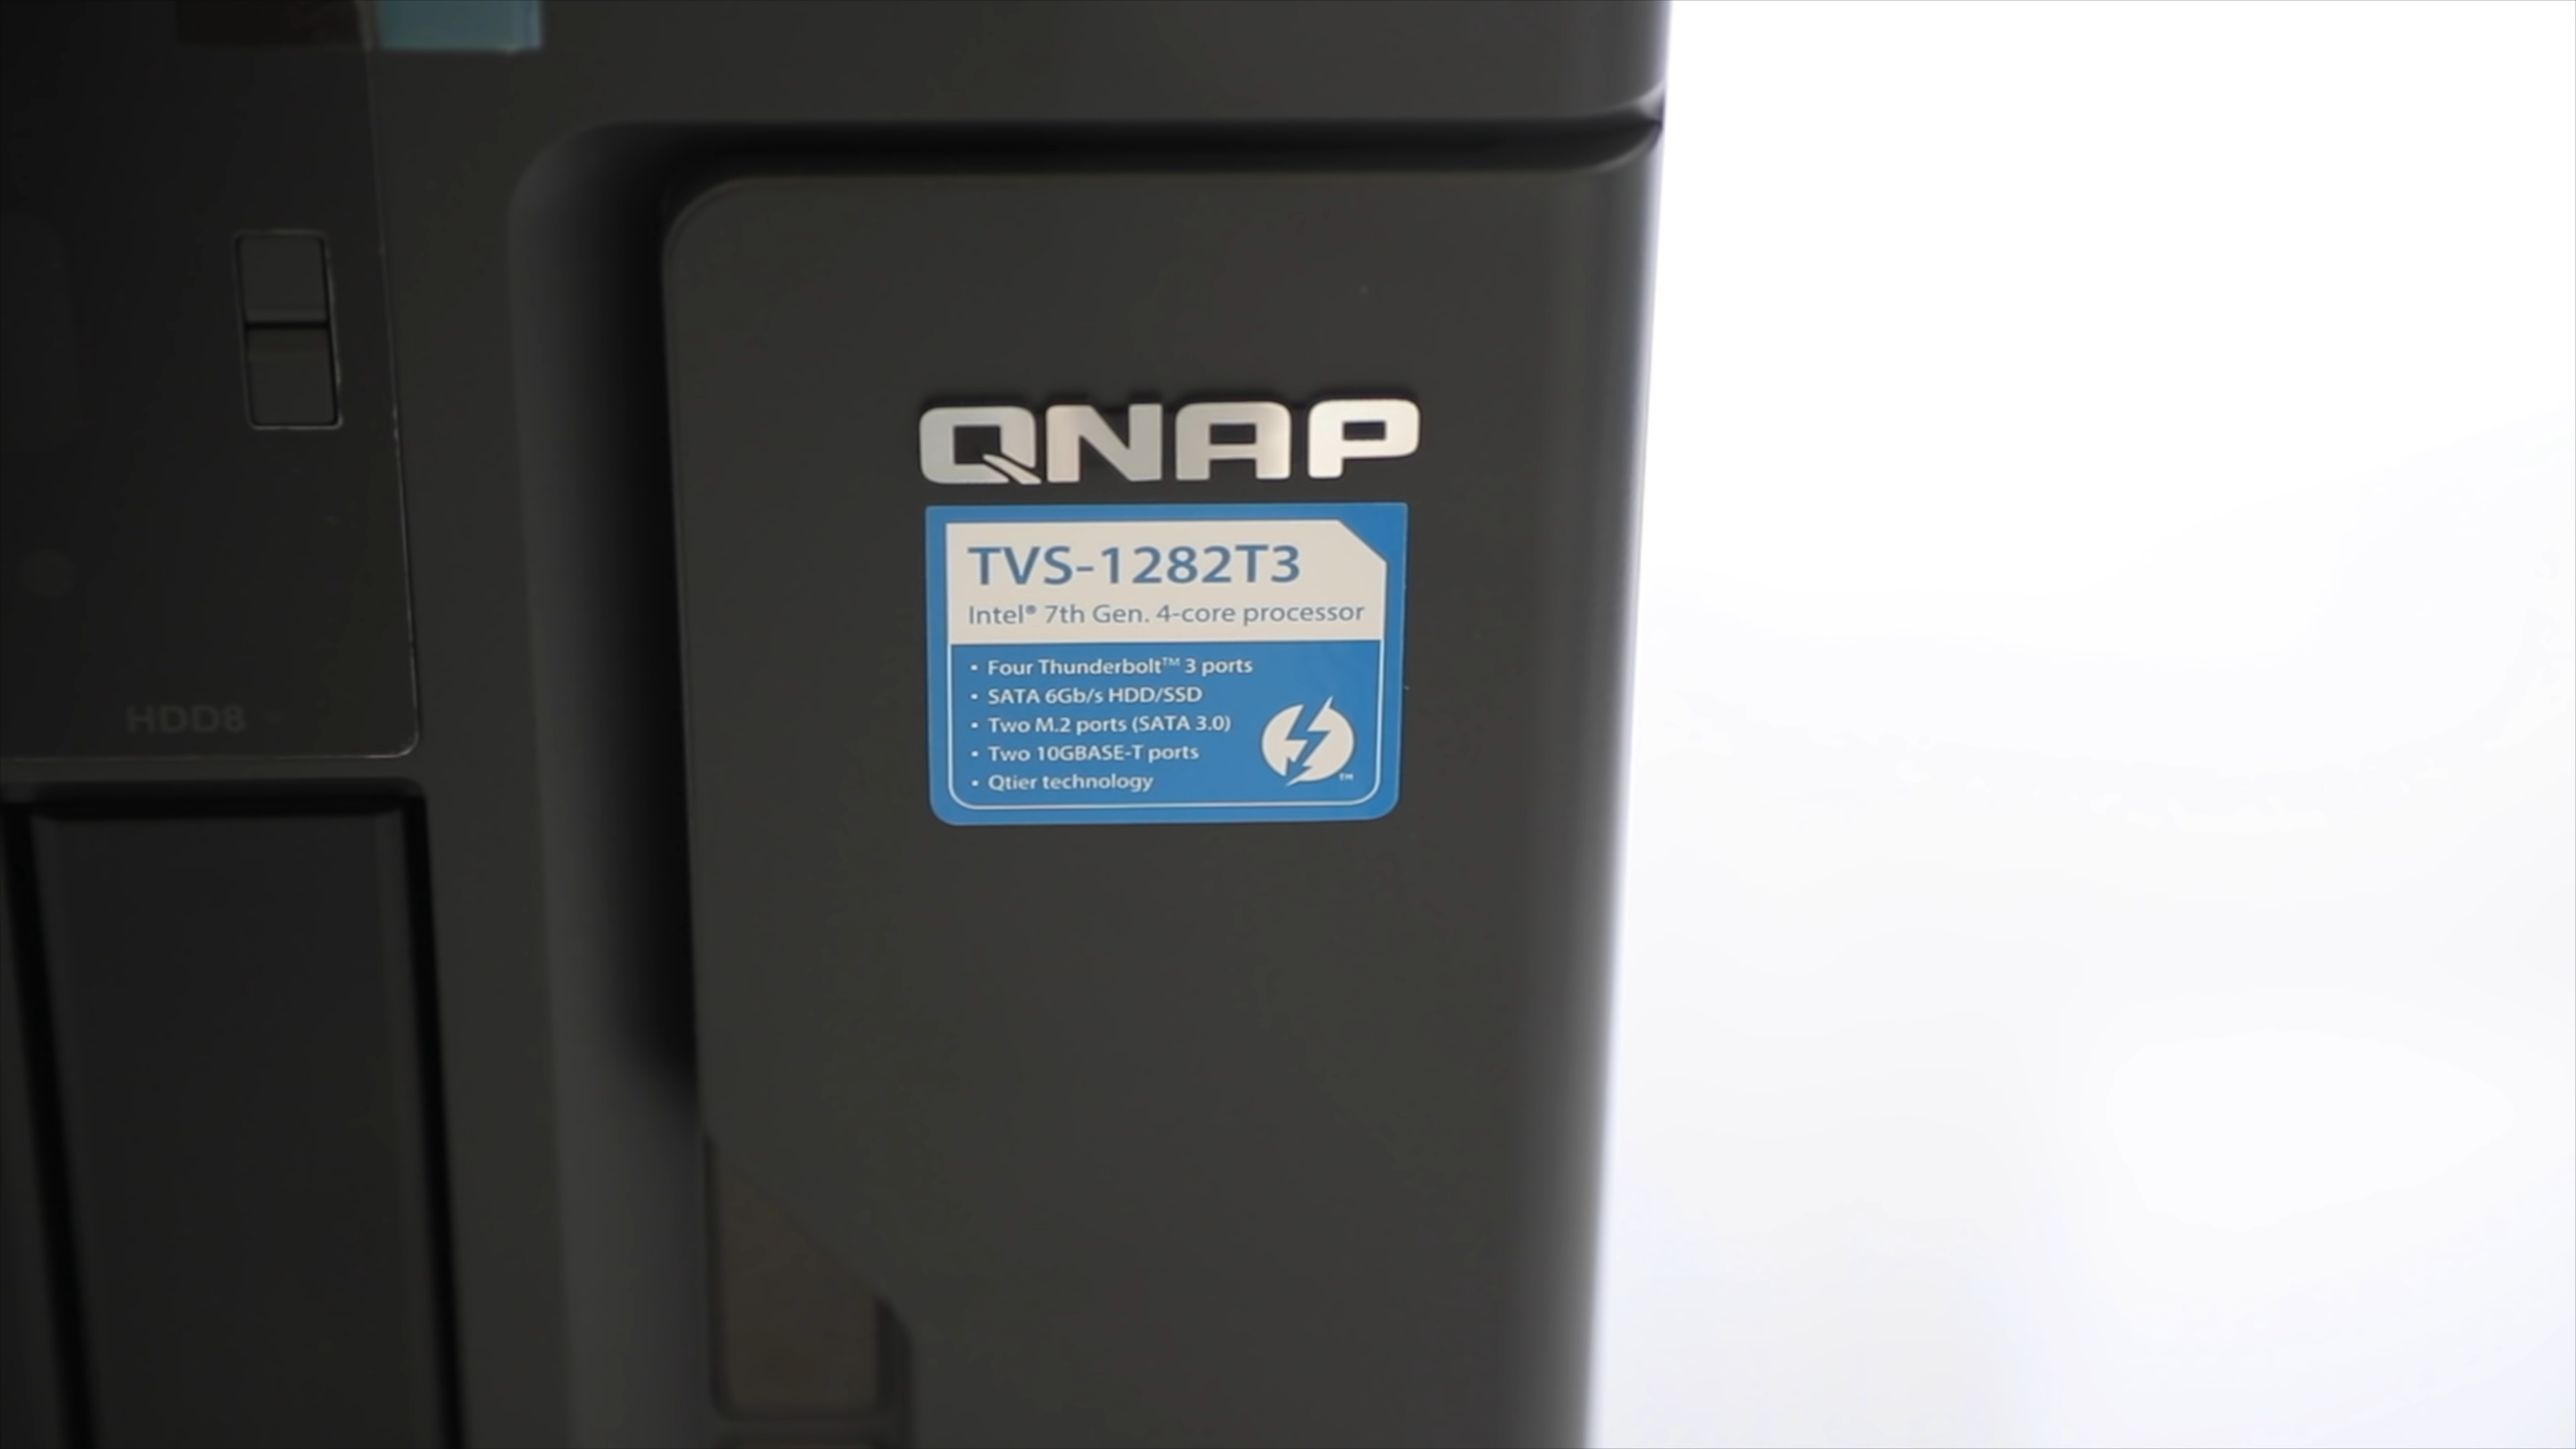 QNAP
TVS-1282T3
Intel® 7th Gen. 4-core processor
• Four Thunderbolt™ 3 ports
• SATA 6Gb/s HDD/SSD
• Two M.2 ports (SATA 3.0)
• Two 10GBASE-T ports
• Qtier technology
TM
HDD8